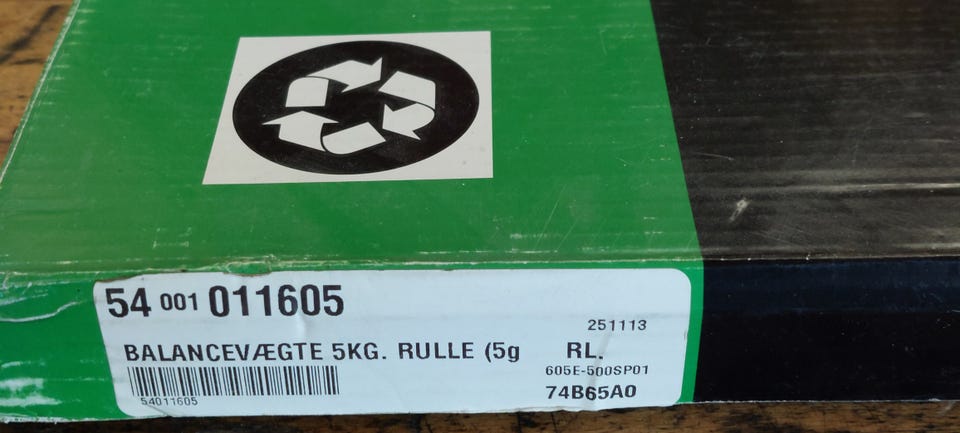 54 001 011605
251113
BALANCEVÆGTE 5KG. RULLE (5g RL.
605E-500SP01
54011605 74B65A0